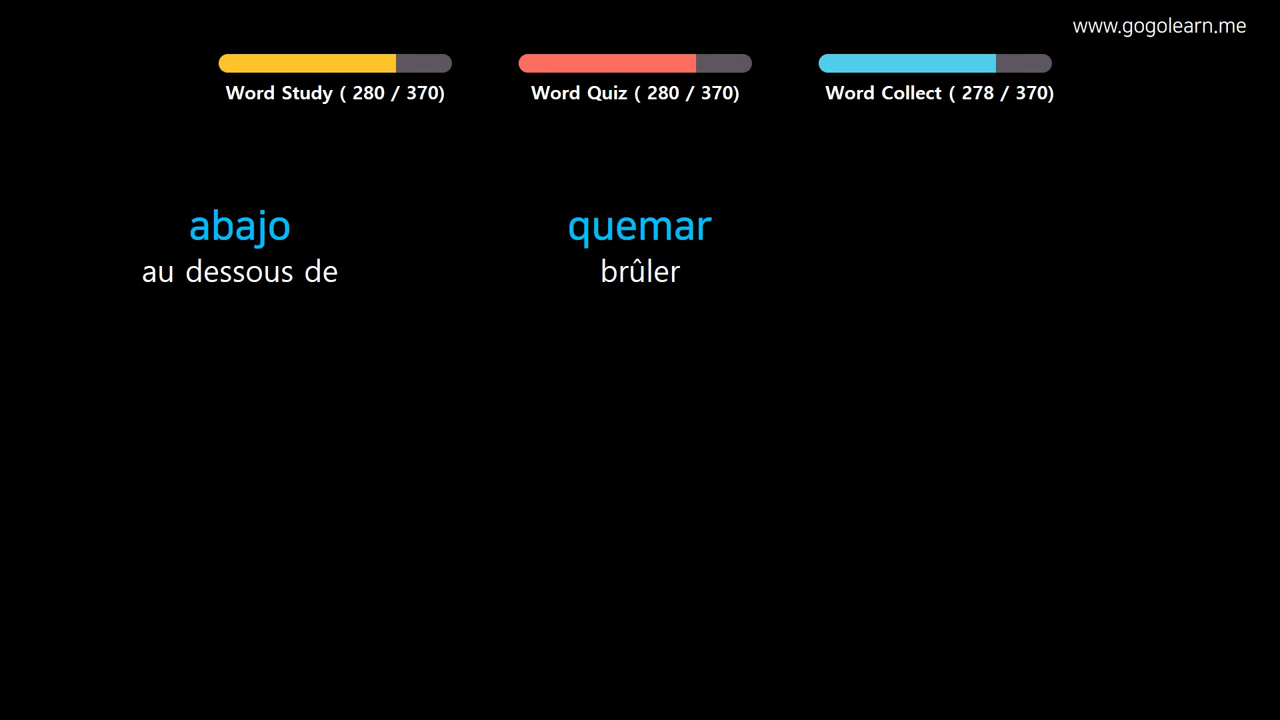 www.gogolearn.me
Word Study ( 280 / 370)
Word Quiz ( 280 / 370)
Word Collect ( 278 / 370)
abajo
au dessous de
quemar
brûler